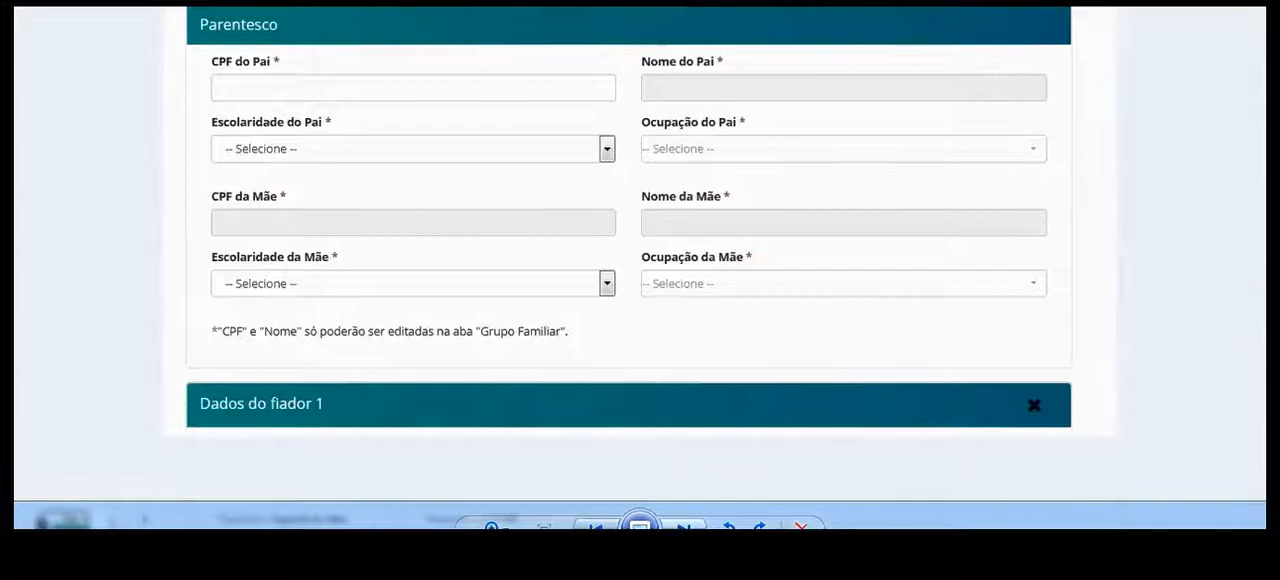 Parentesco
CPF do Pai * Nome do Pai *
Escolaridade do Pai * Ocupação do Pai *
-- Selecione -- -- Selecione --
CPF da Mãe * Nome da Mãe *
Escolaridade da Mãe * Ocupação da Mãe *
-- Selecione -- -- Selecione --
*"CPF" e "Nome" só poderão ser editadas na aba "Grupo Familiar".
Dados do fiador 1